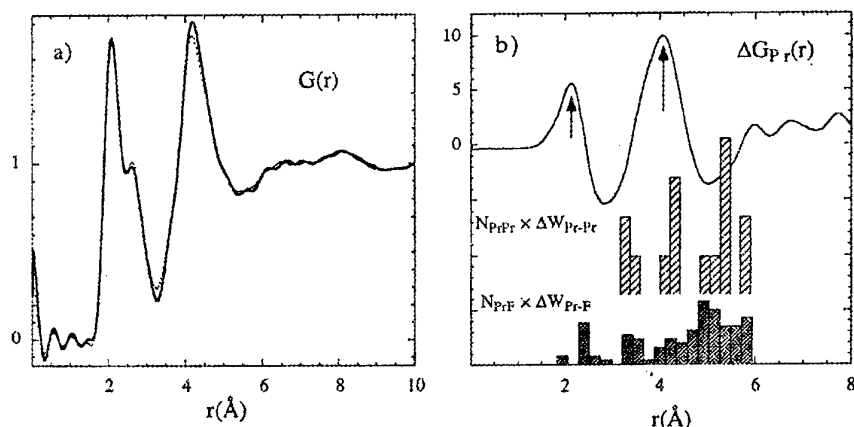 a)
G(r)
1
0
0
2
4
6
8
10
r(Å)
b)
ΔG_Pr(r)
10
5
0
N_PrPr × ΔW_Pr-Pr
N_PrF × ΔW_Pr-F
2
4
6
8
r(Å)